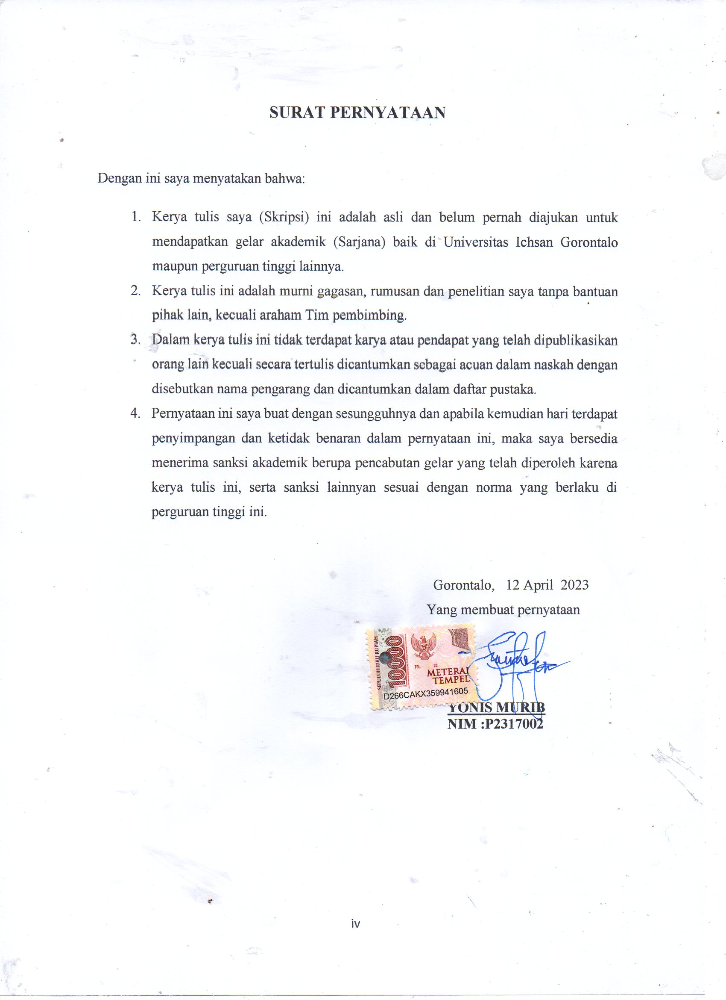 SURAT PERNYATAAN
Dengan ini saya menyatakan bahwa:
1. Kerya tulis saya (Skripsi) ini adalah asli dan belum pernah diajukan untuk
mendapatkan gelar akademik (Sarjana) baik di Universitas Ichsan Gorontalo
maupun perguruan tinggi lainnya.
2. Kerya tulis ini adalah murni gagasan, rumusan dan penelitian saya tanpa bantuan
pihak lain, kecuali araham Tim pembimbing.
3. Dalam kerya tulis ini tidak terdapat karya atau pendapat yang telah dipublikasikan
orang lain kecuali secara tertulis dicantumkan sebagai acuan dalam naskah dengan
disebutkan nama pengarang dan dicantumkan dalam daftar pustaka.
4. Pernyataan ini saya buat dengan sesungguhnya dan apabila kemudian hari terdapat
penyimpangan dan ketidak benaran dalam pernyataan ini, maka saya bersedia
menerima sanksi akademik berupa pencabutan gelar yang telah diperoleh karena
kerya tulis ini, serta sanksi lainnyan sesuai dengan norma yang berlaku di
perguruan tinggi ini.
Gorontalo, 12 April 2023
Yang membuat pernyataan
SEPULUH RIBU RUPIAH
10000
TGL. 20
METERAI
TEMPEL
D266CAKX359941605
YONIS MURIB
NIM :P2317002
iv